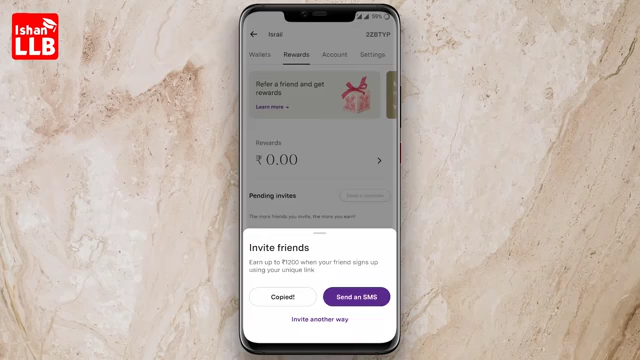 Ishan
LLB
59%
Israil
2ZBTYP
Wallets
Rewards
Account
Settings
Refer a friend and get
rewards
Learn more
Rewards
₹ 0.00
Pending invites
The more friends you invite, the more you earn!
Invite friends
Earn up to ₹1200 when your friend signs up
using your unique link
Copied!
Send an SMS
Invite another way